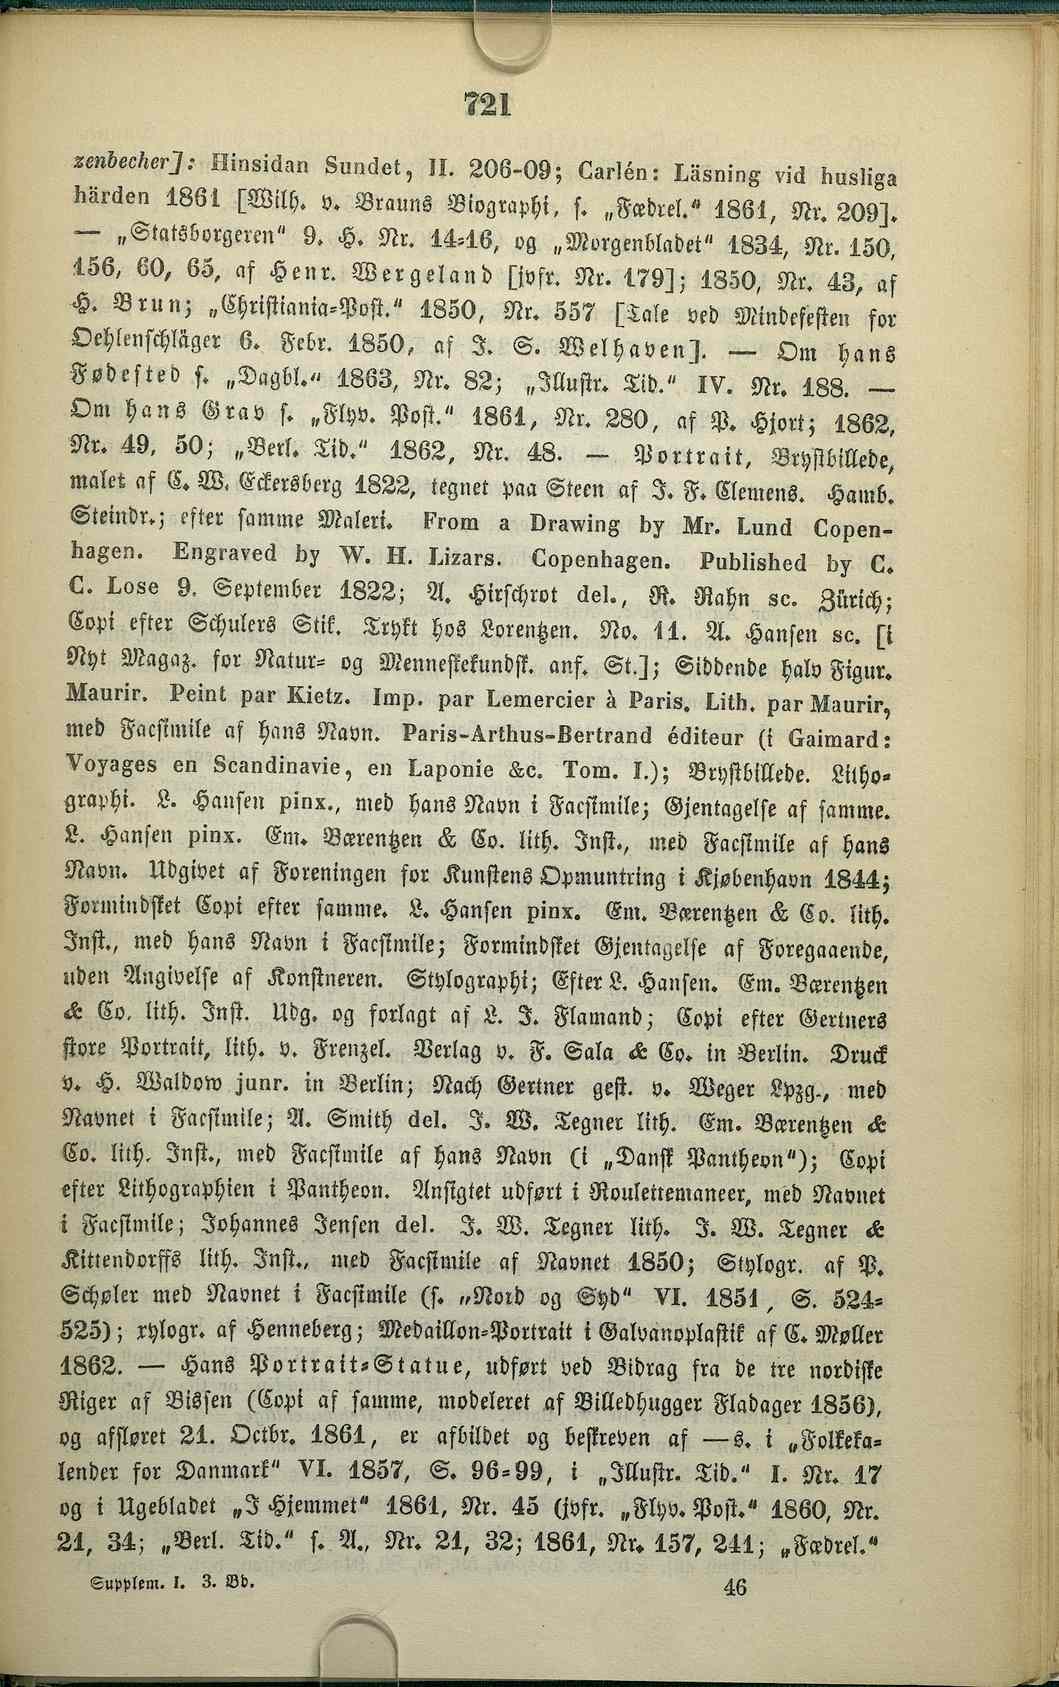 721
zenbecher]: Hinsidan Sundet, II. 206-09; Carlén: Läsning vid husliga
härden 1861 [Wilh. v. Brauns Biographi, s. „Fædrel.“ 1861, Nr. 209].
— „Statsborgeren“ 9. H. Nr. 14=16, og „Morgenbladet“ 1834, Nr. 150,
156, 60, 65, af Henr. Wergeland [jvfr. Nr. 179]; 1850, Nr. 43, af
H. Brun; „Christiania=Post.“ 1850, Nr. 557 [Tale ved Mindefesten for
Oehlenschläger 6. Febr. 1850, af J. S. Welhaven]. — Om hans
Fødested s. „Dagbl.“ 1863, Nr. 82; „Illustr. Tid.“ IV. Nr. 188. —
Om hans Grav s. „Flyv. Post.“ 1861, Nr. 280, af P. Hjort; 1862,
Nr. 49, 50; „Berl. Tid.“ 1862, Nr. 48. — Portrait, Brystbillede,
malet af C. W. Eckersberg 1822, tegnet paa Steen af J. F. Clemens. Hamb.
Steindr.; efter samme Maleri. From a Drawing by Mr. Lund Copen-
hagen. Engraved by W. H. Lizars. Copenhagen. Published by C.
C. Lose 9. September 1822; A. Hirschrot del., R. Rahn sc. Zürich;
Copi efter Schulers Stik. Trykt hos Lorentzen. No. 11. A. Hansen sc. [i
Nyt Magaz. for Natur= og Menneskekundsk. anf. St.]; Siddende halv Figur.
Maurir. Peint par Kietz. Imp. par Lemercier à Paris. Lith. par Maurir,
med Facsimile af hans Navn. Paris-Arthus-Bertrand éditeur (i Gaimard:
Voyages en Scandinavie, en Laponie &c. Tom. I.); Brystbillede. Litho=
graphi. L. Hansen pinx., med hans Navn i Facsimile; Gjentagelse af samme.
L. Hansen pinx. Em. Bærentzen & Co. lith. Inst., med Facsimile af hans
Navn. Udgivet af Foreningen for Kunstens Opmuntring i Kjøbenhavn 1844;
Formindsket Copi efter samme. L. Hansen pinx. Em. Bærentzen & Co. lith.
Inst., med hans Navn i Facsimile; Formindsket Gjentagelse af Foregaaende,
uden Angivelse af Konstneren. Stylographi; Efter L. Hansen. Em. Bærentzen
& Co. lith. Inst. Udg. og forlagt af L. J. Flamand; Copi efter Gertners
store Portrait, lith. v. Frenzel. Verlag v. F. Sala & Co. in Berlin. Druck
v. H. Waldow junr. in Berlin; Nach Gertner gest. v. Weger Lpzg., med
Navnet i Facsimile; A. Smith del. J. W. Tegner lith. Em. Bærentzen &
Co. lith. Inst., med Facsimile af hans Navn (i „Dansk Pantheon“); Copi
efter Lithographien i Pantheon. Ansigtet udført i Roulettemaneer, med Navnet
i Facsimile; Johannes Jensen del. J. W. Tegner lith. J. W. Tegner &
Kittendorffs lith. Inst., med Facsimile af Navnet 1850; Stylogr. af P.
Schøler med Navnet i Facsimile (s. „Nord og Syd“ VI. 1851, S. 524=
525); xylogr. af Henneberg; Medaillon=Portrait i Galvanoplastik af C. Møller
1862. — Hans Portrait=Statue, udført ved Bidrag fra de tre nordiske
Riger af Bissen (Copi af samme, modeleret af Billedhugger Fladager 1856),
og afsløret 21. Octbr. 1861, er afbildet og beskreven af —s. i „Folkeka=
lender for Danmark“ VI. 1857, S. 96=99, i „Illustr. Tid.“ I. Nr. 17
og i Ugebladet „I Hjemmet“ 1861, Nr. 45 (jvfr. „Flyv. Post.“ 1860, Nr.
21, 34; „Berl. Tid.“ s. A., Nr. 21, 32; 1861, Nr. 157, 241; „Fædrel.“
Supplem. I. 3. Bd. 46